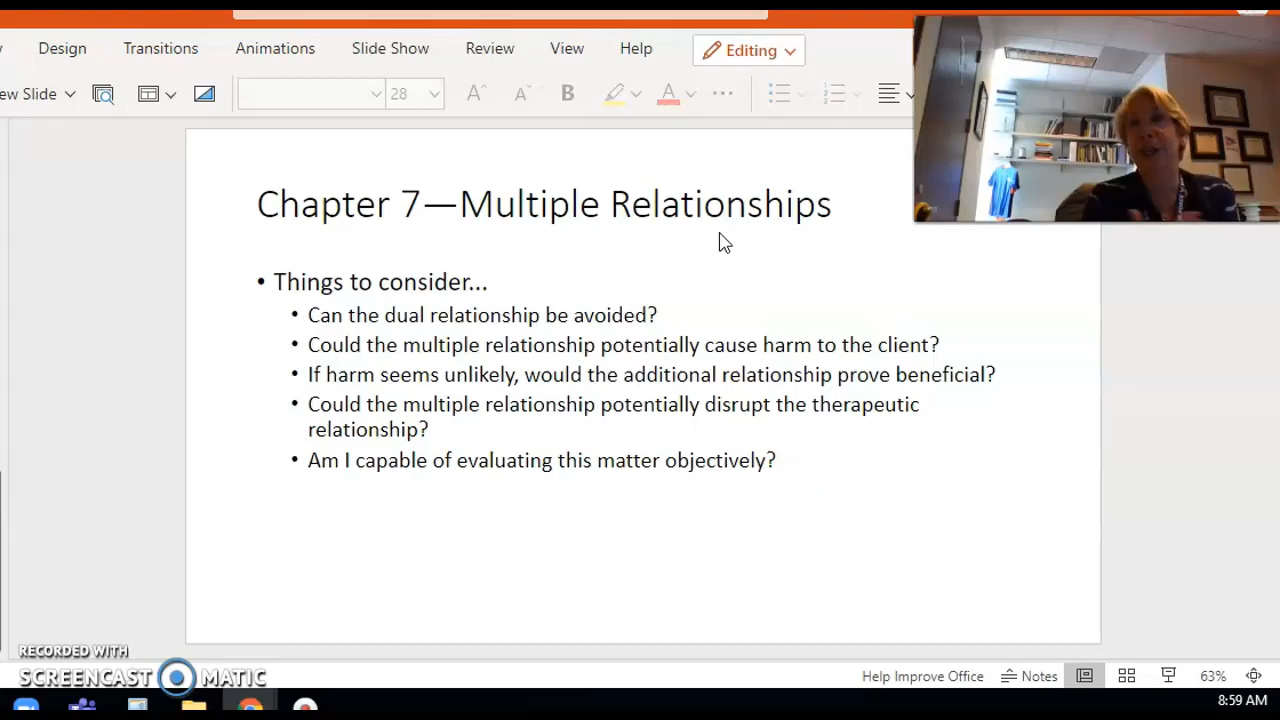 Design Transitions Animations Slide Show Review View Help Editing
ew Slide 28 B A
Chapter 7—Multiple Relationships
• Things to consider...
• Can the dual relationship be avoided?
• Could the multiple relationship potentially cause harm to the client?
• If harm seems unlikely, would the additional relationship prove beneficial?
• Could the multiple relationship potentially disrupt the therapeutic
relationship?
• Am I capable of evaluating this matter objectively?
RECORDED WITH
SCREENCAST MATIC
Help Improve Office Notes 63%
8:59 AM